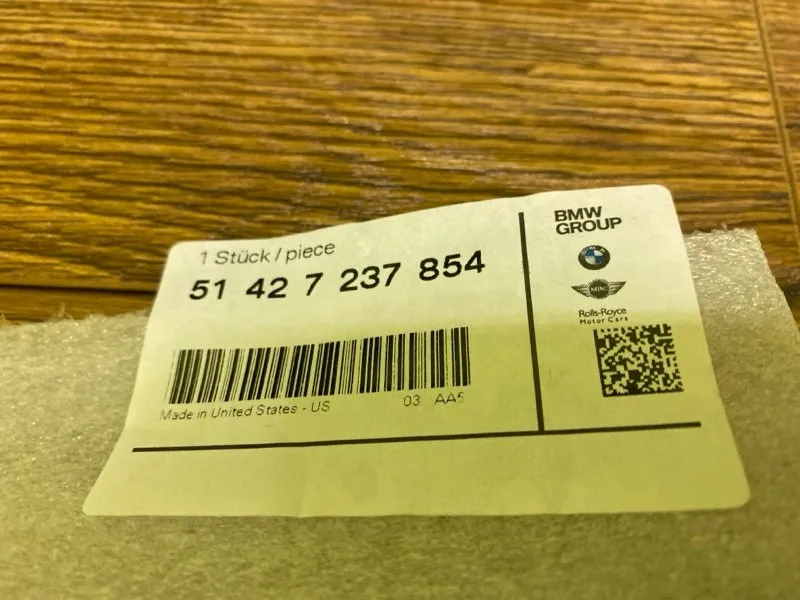 1 Stück / piece
51 42 7 237 854
Made in United States - US 03 AA5
BMW
GROUP
MINI
Rolls-Royce
Motor Cars